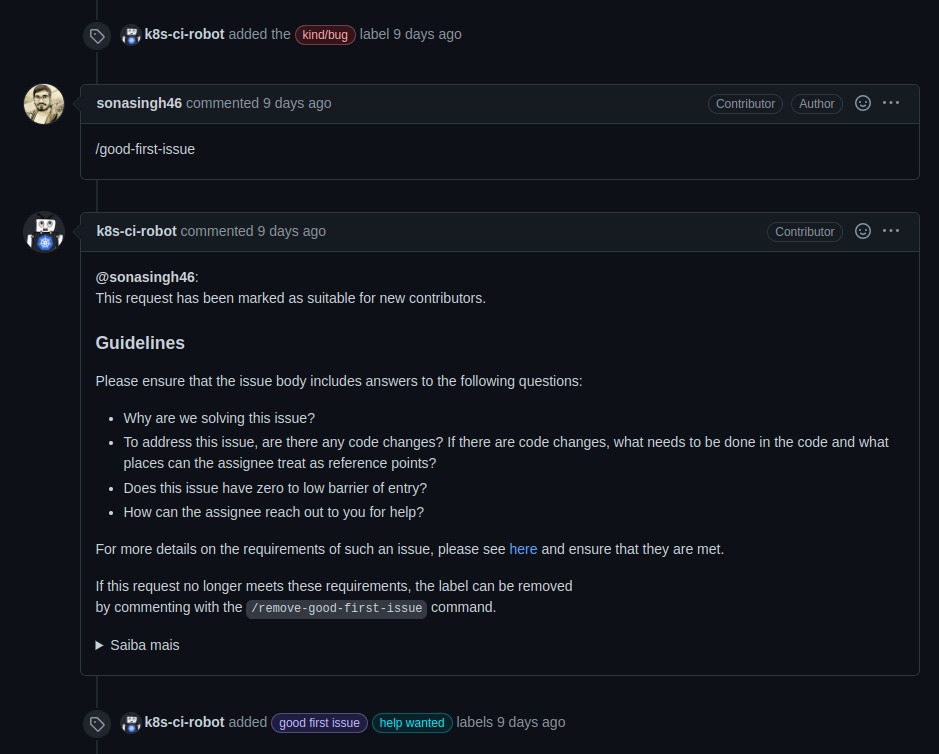 k8s-ci-robot added the kind/bug label 9 days ago
sonasingh46 commented 9 days ago Contributor Author
/good-first-issue
k8s-ci-robot commented 9 days ago Contributor
@sonasingh46:
This request has been marked as suitable for new contributors.
Guidelines
Please ensure that the issue body includes answers to the following questions:
• Why are we solving this issue?
• To address this issue, are there any code changes? If there are code changes, what needs to be done in the code and what
places can the assignee treat as reference points?
• Does this issue have zero to low barrier of entry?
• How can the assignee reach out to you for help?
For more details on the requirements of such an issue, please see here and ensure that they are met.
If this request no longer meets these requirements, the label can be removed
by commenting with the /remove-good-first-issue command.
Saiba mais
k8s-ci-robot added good first issue help wanted labels 9 days ago